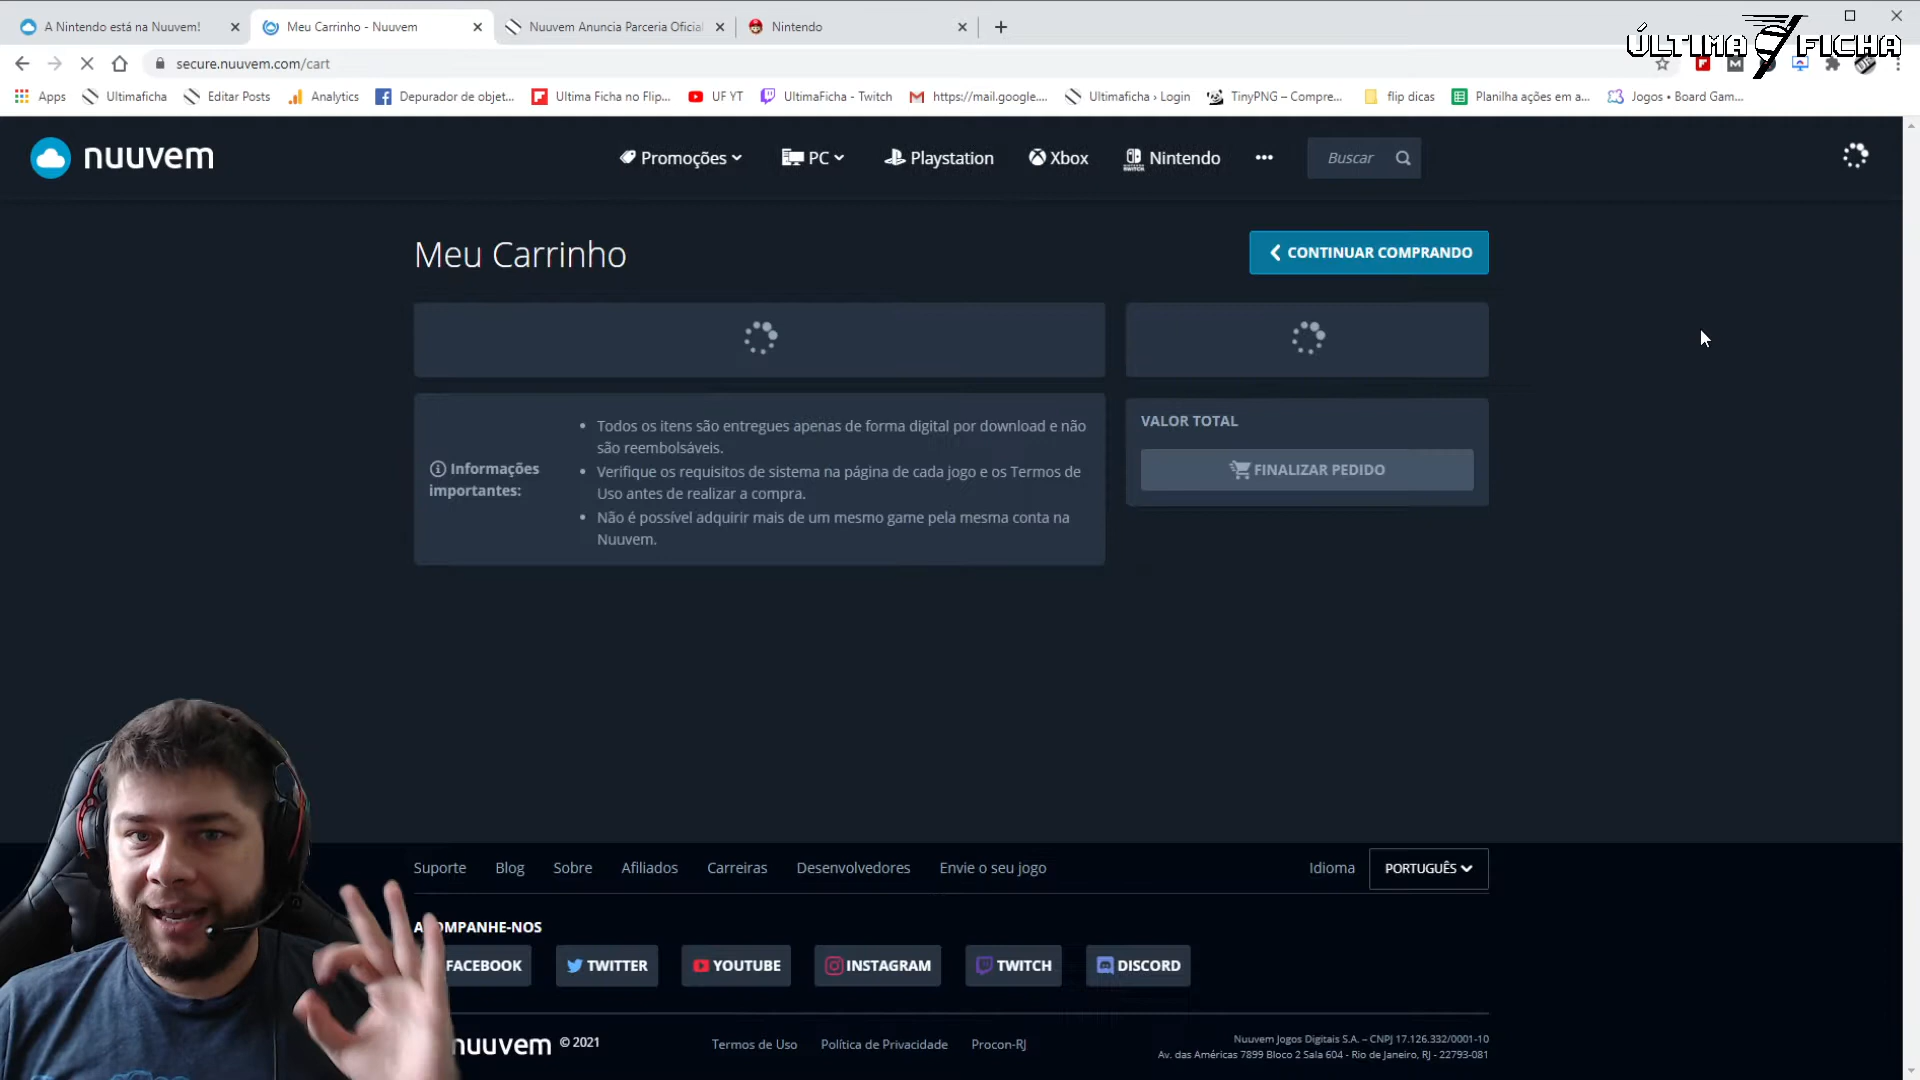 A Nintendo está na Nuuvem!
Meu Carrinho - Nuuvem
Nuuvem Anuncia Parceria Oficial
Nintendo
secure.nuuvem.com/cart
ÚLTIMA FICHA
Apps
Ultimaficha
Editar Posts
Analytics
Depurador de objet...
Ultima Ficha no Flip...
UF YT
UltimaFicha - Twitch
https://mail.google....
Ultimaficha › Login
TinyPNG – Compre...
flip dicas
Planilha ações em a...
Jogos • Board Gam...
nuuvem
Promoções
PC
Playstation
Xbox
Nintendo
Buscar
Meu Carrinho
CONTINUAR COMPRANDO
Informações
importantes:
• Todos os itens são entregues apenas de forma digital por download e não
são reembolsáveis.
• Verifique os requisitos de sistema na página de cada jogo e os Termos de
Uso antes de realizar a compra.
• Não é possível adquirir mais de um mesmo game pela mesma conta na
Nuuvem.
VALOR TOTAL
FINALIZAR PEDIDO
Suporte
Blog
Sobre
Afiliados
Carreiras
Desenvolvedores
Envie o seu jogo
Idioma
PORTUGUÊS
ACOMPANHE-NOS
FACEBOOK
TWITTER
YOUTUBE
INSTAGRAM
TWITCH
DISCORD
nuuvem © 2021
Termos de Uso
Política de Privacidade
Procon-RJ
Nuuvem Jogos Digitais S.A. – CNPJ 17.126.332/0001-10
Av. das Américas 7899 Bloco 2 Sala 604 - Rio de Janeiro, RJ - 22793-081